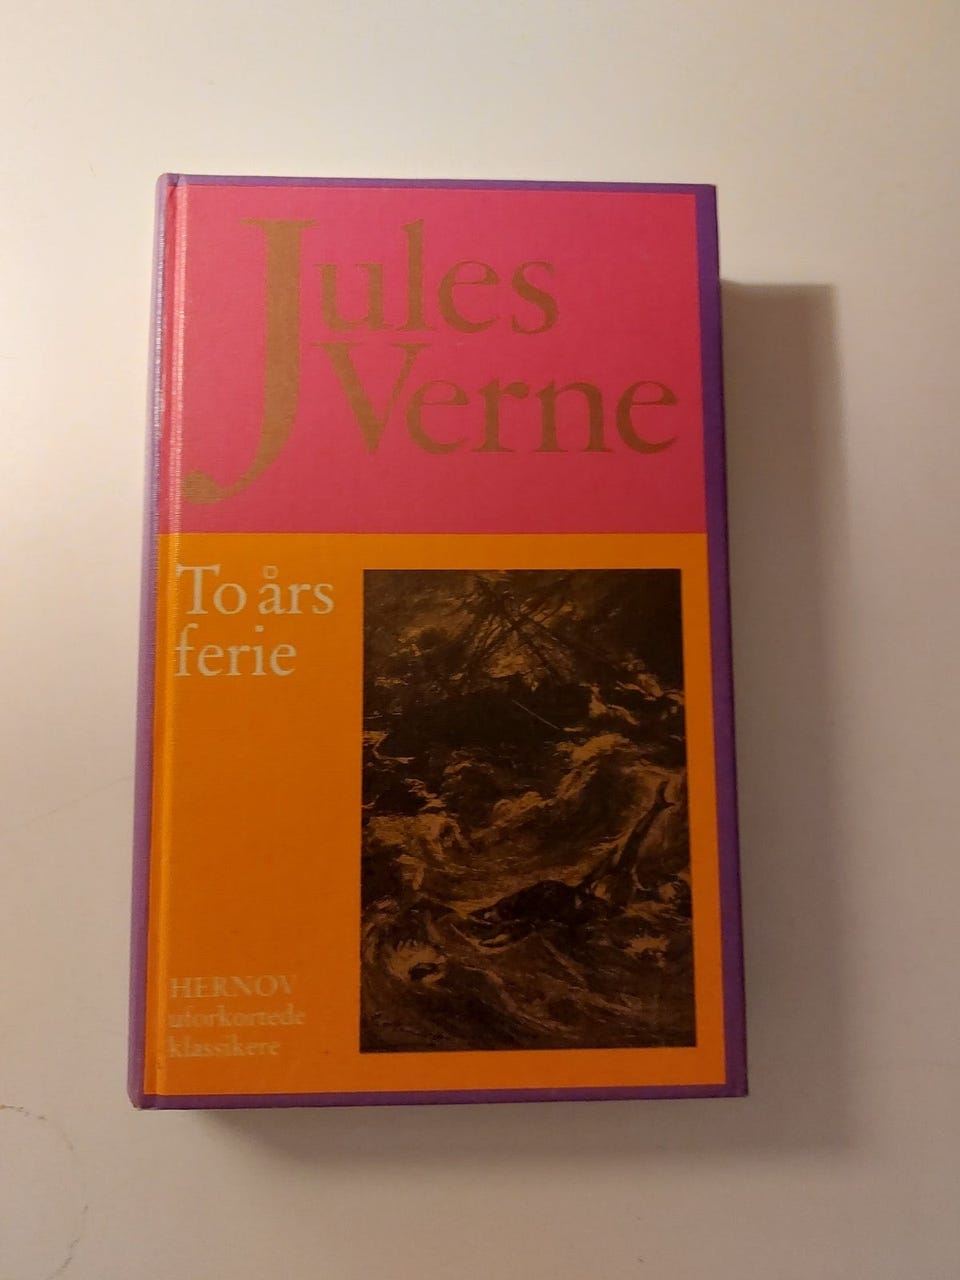 Jules
Verne
To års
ferie
HERNOV
uforkortede
klassikere